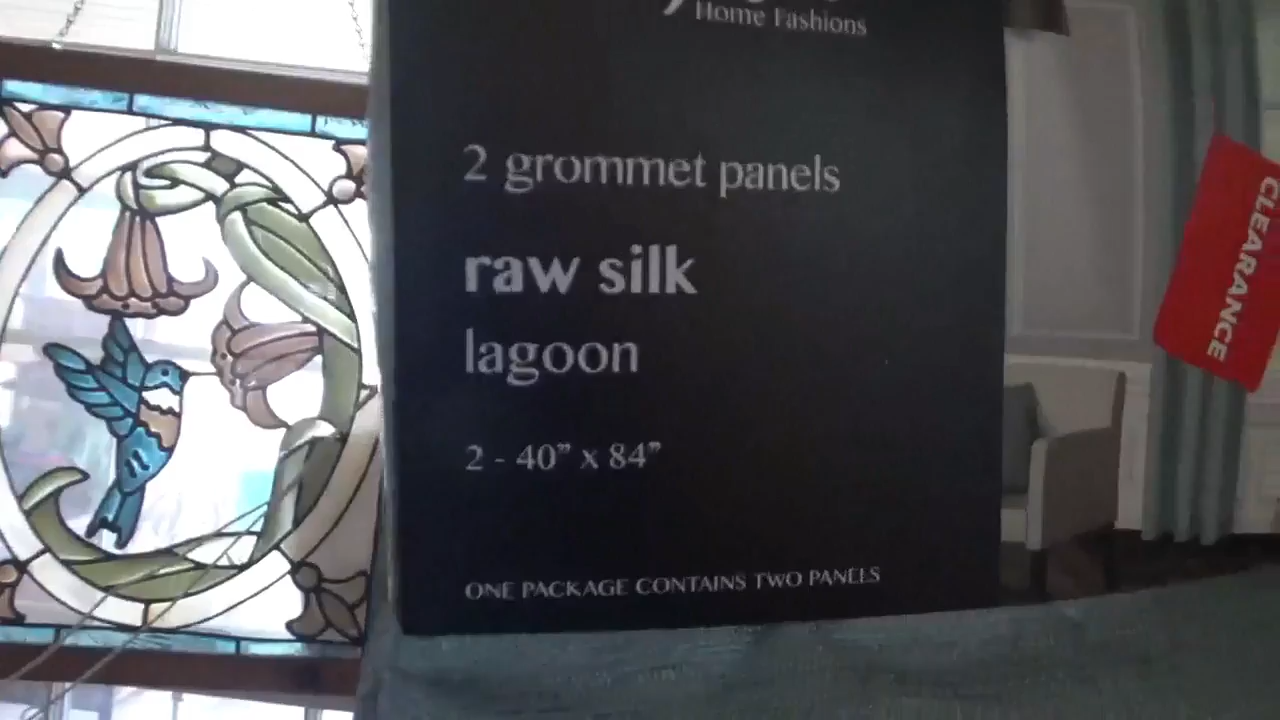 Home Fashions
2 grommet panels
raw silk
lagoon
2 - 40” x 84”
ONE PACKAGE CONTAINS TWO PANELS
CLEARANCE